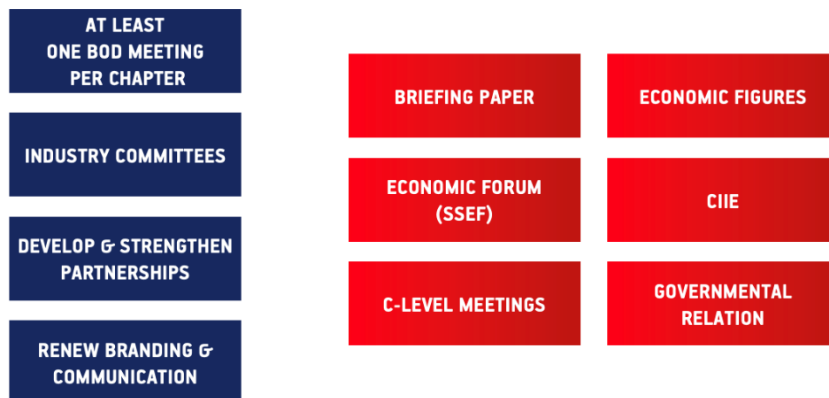 AT LEAST
ONE BOD MEETING
PER CHAPTER
INDUSTRY COMMITTEES
DEVELOP & STRENGTHEN
PARTNERSHIPS
RENEW BRANDING &
COMMUNICATION
BRIEFING PAPER
ECONOMIC FIGURES
ECONOMIC FORUM
(SSEF)
CIIE
C-LEVEL MEETINGS
GOVERNMENTAL
RELATION